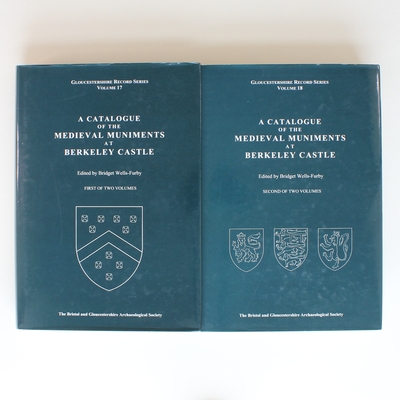 GLOUCESTERSHIRE RECORD SERIES
VOLUME 17
A CATALOGUE
OF THE
MEDIEVAL MUNIMENTS
AT
BERKELEY CASTLE
Edited by Bridget Wells-Furby
FIRST OF TWO VOLUMES
The Bristol and Gloucestershire Archaeological Society
GLOUCESTERSHIRE RECORD SERIES
VOLUME 18
A CATALOGUE
OF THE
MEDIEVAL MUNIMENTS
AT
BERKELEY CASTLE
Edited by Bridget Wells-Furby
SECOND OF TWO VOLUMES
The Bristol and Gloucestershire Archaeological Society